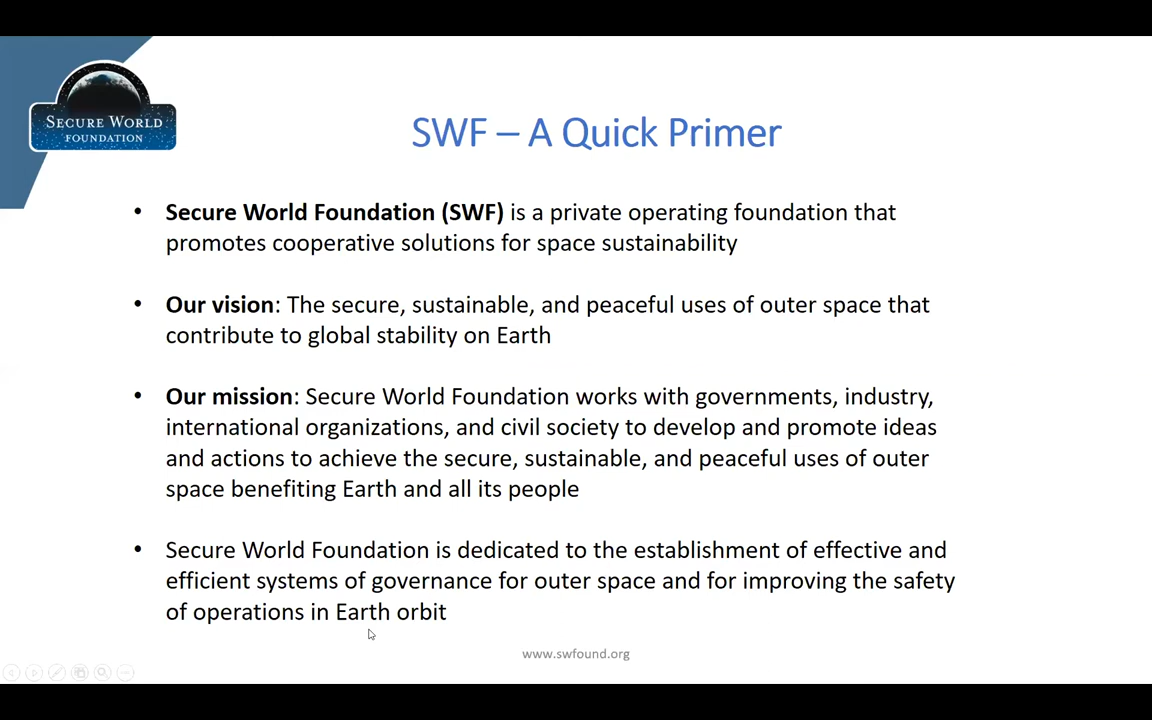 SECURE WORLD
FOUNDATION
SWF – A Quick Primer
• Secure World Foundation (SWF) is a private operating foundation that
promotes cooperative solutions for space sustainability
• Our vision: The secure, sustainable, and peaceful uses of outer space that
contribute to global stability on Earth
• Our mission: Secure World Foundation works with governments, industry,
international organizations, and civil society to develop and promote ideas
and actions to achieve the secure, sustainable, and peaceful uses of outer
space benefiting Earth and all its people
• Secure World Foundation is dedicated to the establishment of effective and
efficient systems of governance for outer space and for improving the safety
of operations in Earth orbit
www.swfound.org